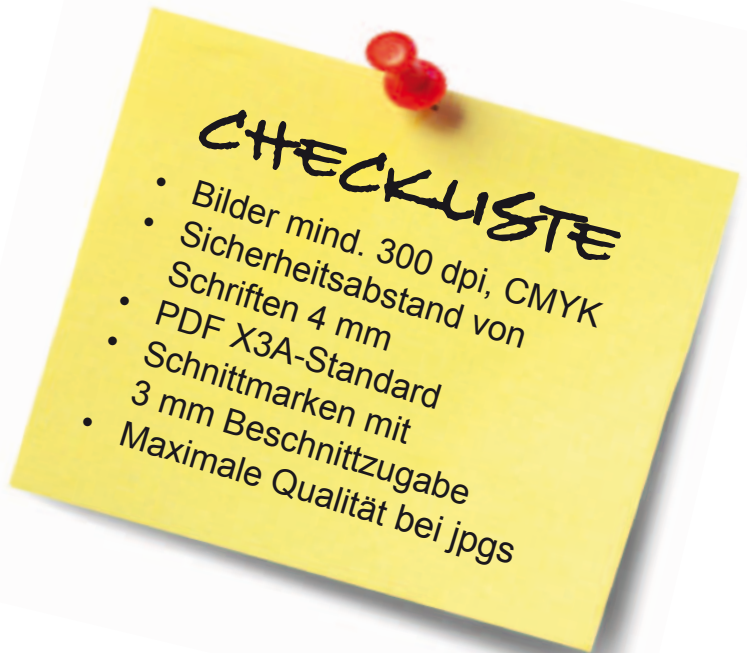 CHECKLISTE
• Bilder mind. 300 dpi, CMYK
• Sicherheitsabstand von
Schriften 4 mm
• PDF X3A-Standard
• Schnittmarken mit
3 mm Beschnittzugabe
• Maximale Qualität bei jpgs